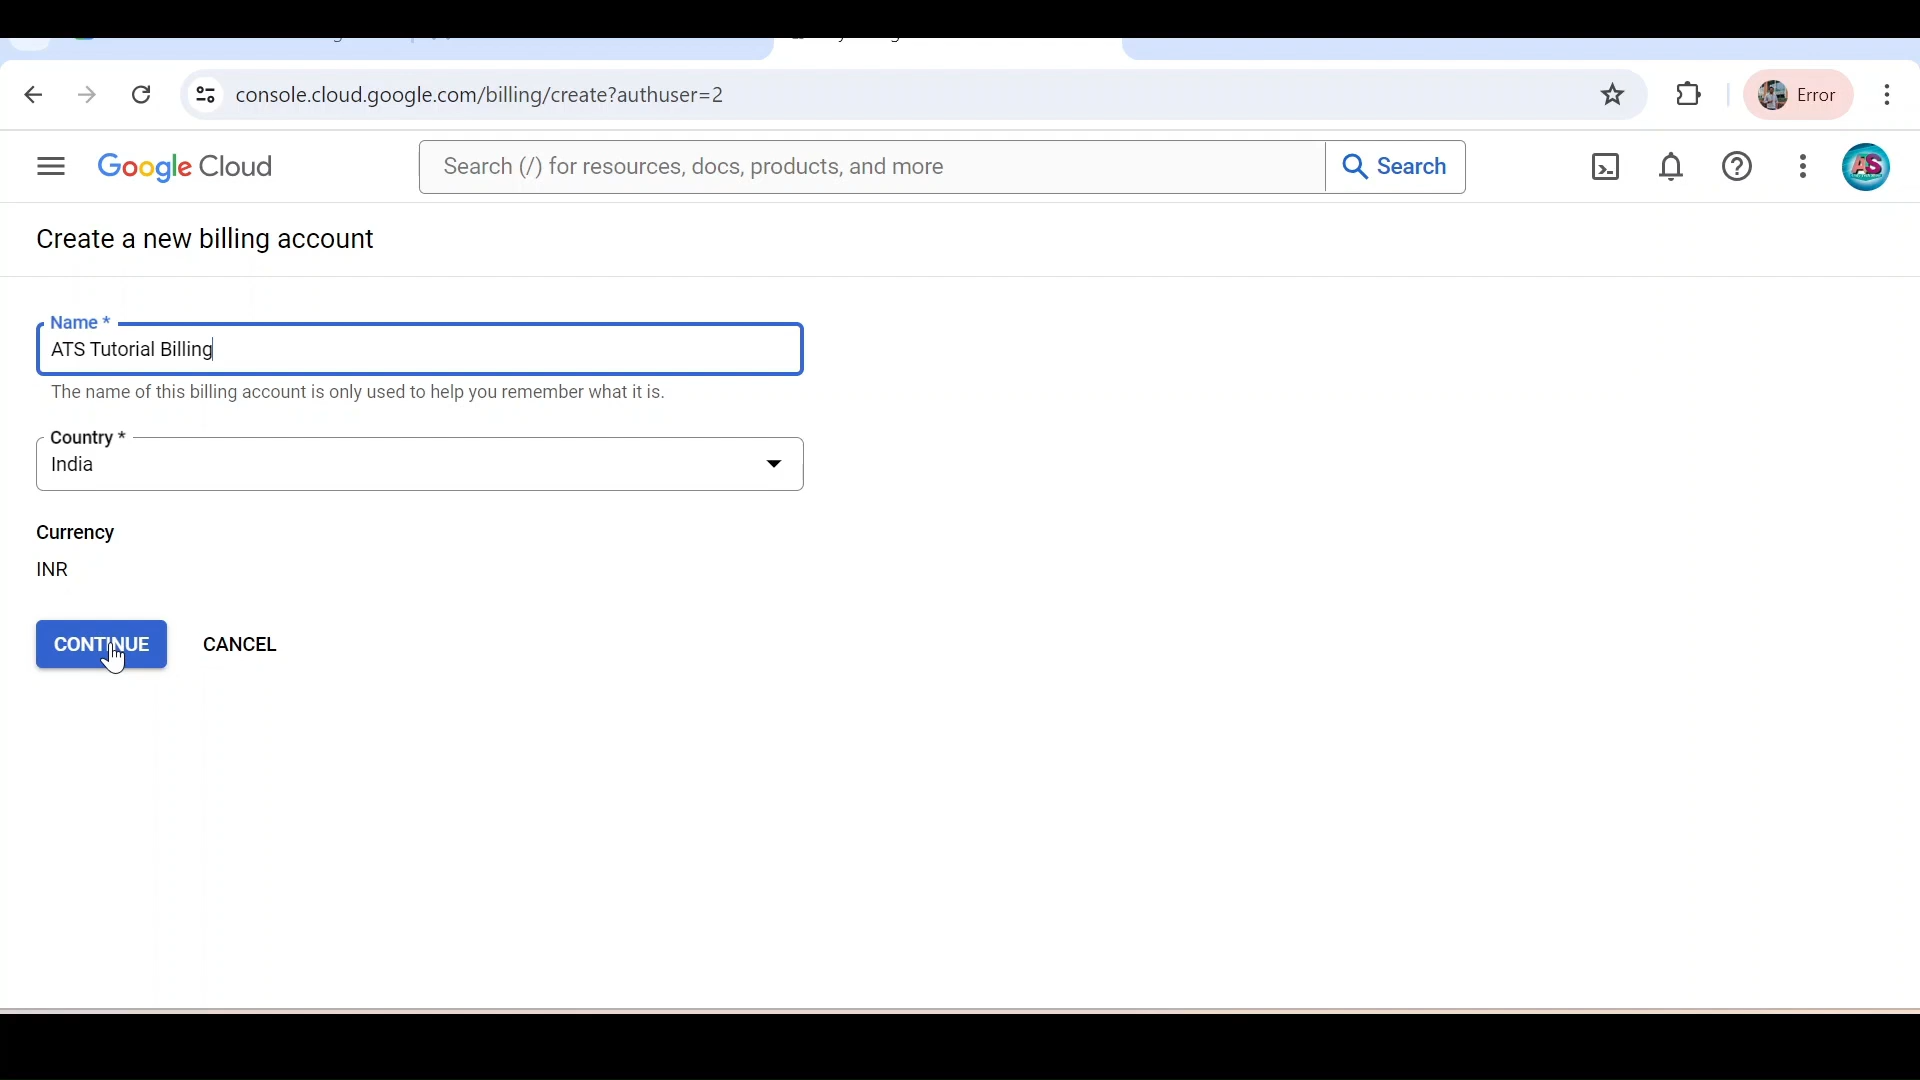 console.cloud.google.com/billing/create?authuser=2
Error
Google Cloud
Search (/) for resources, docs, products, and more
Search
AS
Create a new billing account
Name *
ATS Tutorial Billing
The name of this billing account is only used to help you remember what it is.
Country *
India
Currency
INR
CONTINUE
CANCEL